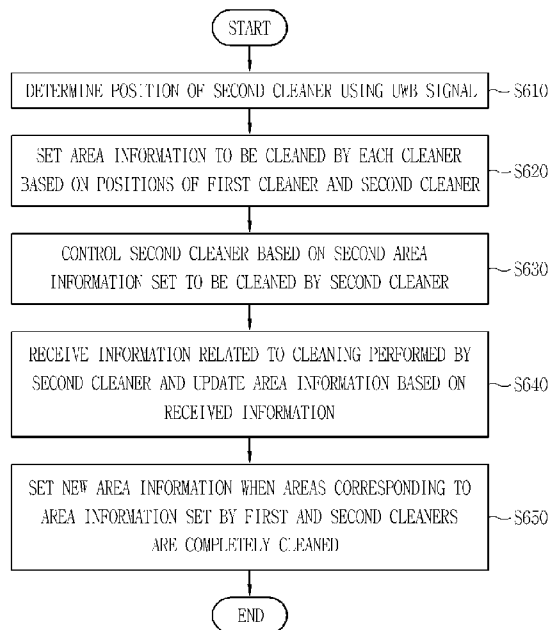 START
DETERMINE POSITION OF SECOND CLEANER USING UWB SIGNAL
S610
SET AREA INFORMATION TO BE CLEANED BY EACH CLEANER
BASED ON POSITIONS OF FIRST CLEANER AND SECOND CLEANER
S620
CONTROL SECOND CLEANER BASED ON SECOND AREA
INFORMATION SET TO BE CLEANED BY SECOND CLEANER
S630
RECEIVE INFORMATION RELATED TO CLEANING PERFORMED BY
SECOND CLEANER AND UPDATE AREA INFORMATION BASED ON
RECEIVED INFORMATION
S640
SET NEW AREA INFORMATION WHEN AREAS CORRESPONDING TO
AREA INFORMATION SET BY FIRST AND SECOND CLEANERS
ARE COMPLETELY CLEANED
S650
END